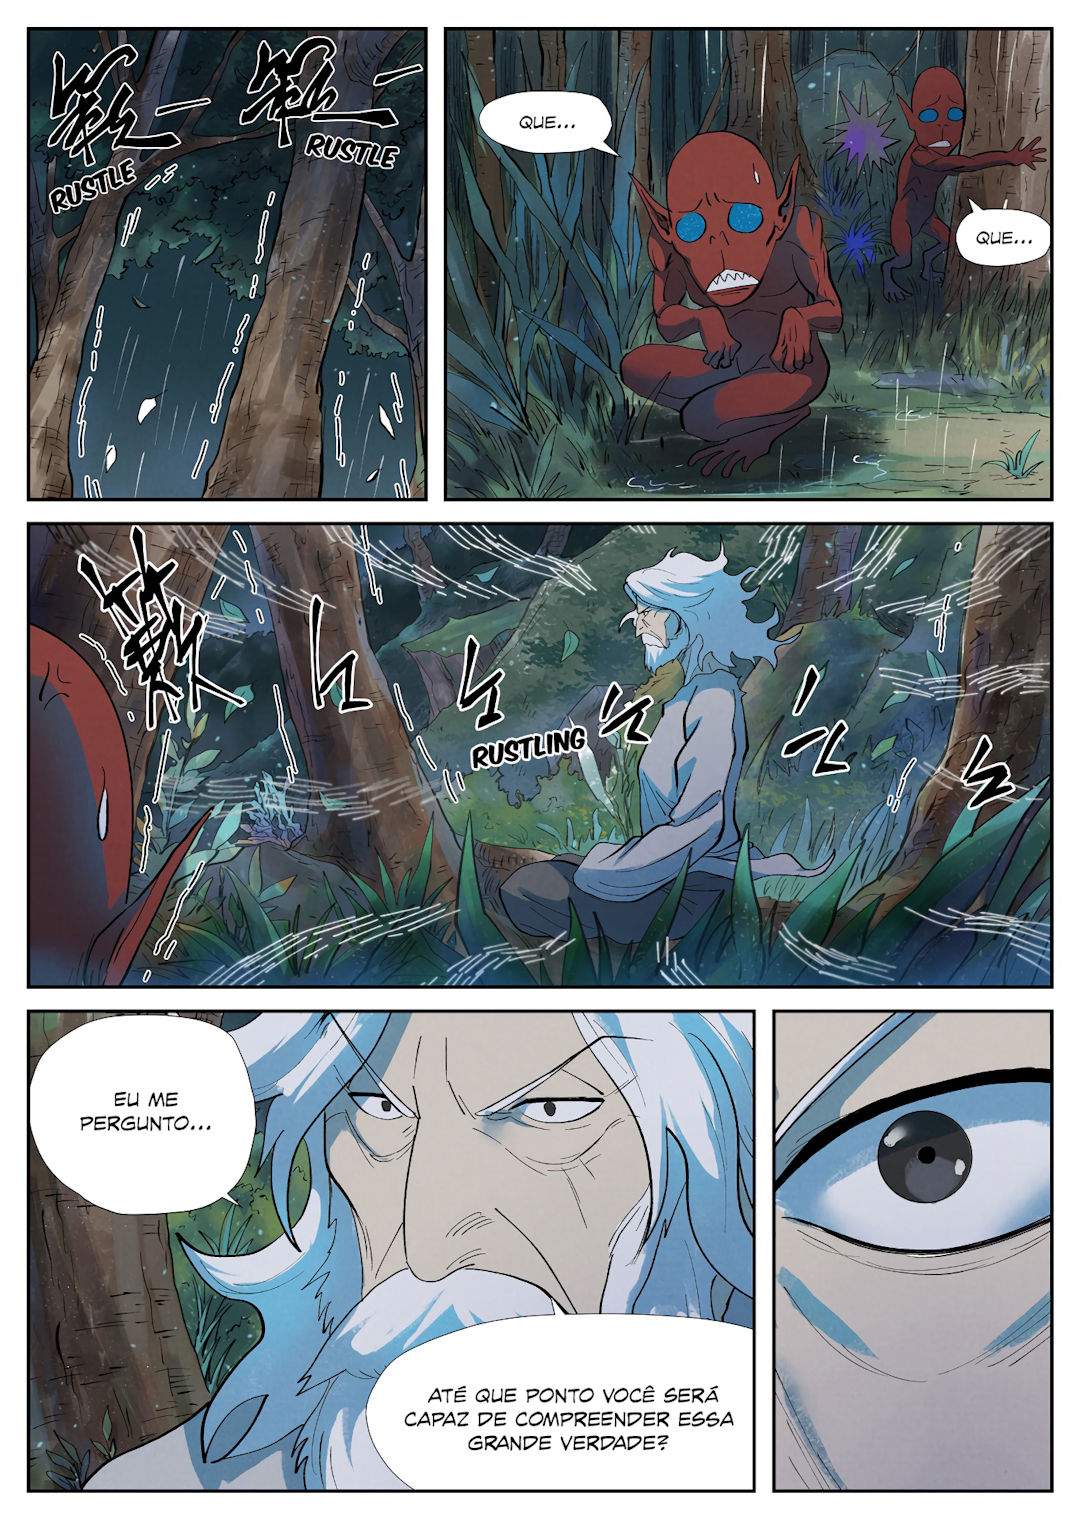 RUSTLE
RUSTLE
QUE...
QUE...
RUSTLING
EU ME
PERGUNTO...
ATÉ QUE PONTO VOCÊ SERÁ
CAPAZ DE COMPREENDER ESSA
GRANDE VERDADE?